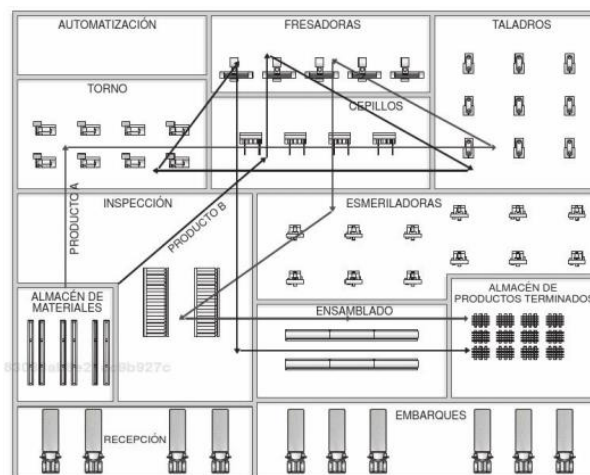 AUTOMATIZACIÓN
FRESADORAS
TALADROS
TORNO
CEPILLOS
PRODUCTO A
INSPECCIÓN
PRODUCTO B
ESMERILADORAS
ALMACÉN DE
MATERIALES
ALMACÉN DE
PRODUCTOS TERMINADOS
ENSAMBLADO
RECEPCIÓN
EMBARQUES